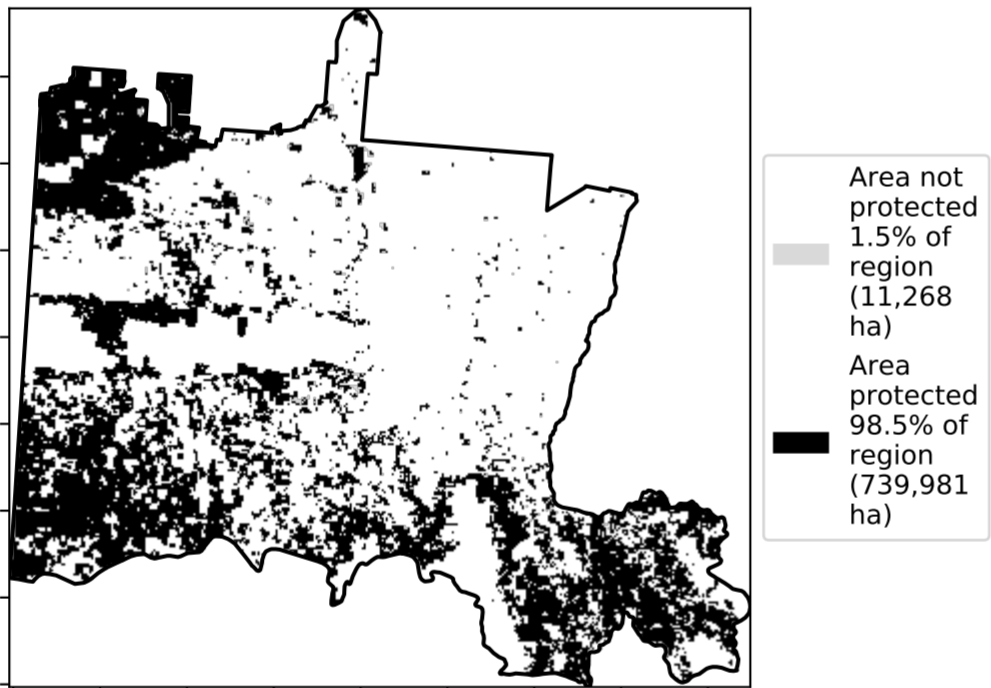 Area not
protected
1.5% of
region
(11,268
ha)
Area
protected
98.5% of
region
(739,981
ha)